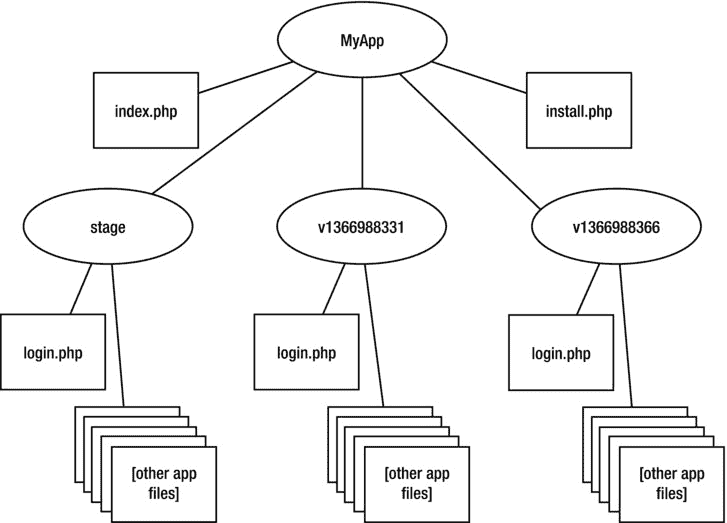 MyApp
index.php
install.php
stage
v1366988331
v1366988366
login.php
login.php
login.php
[other app
files]
[other app
files]
[other app
files]